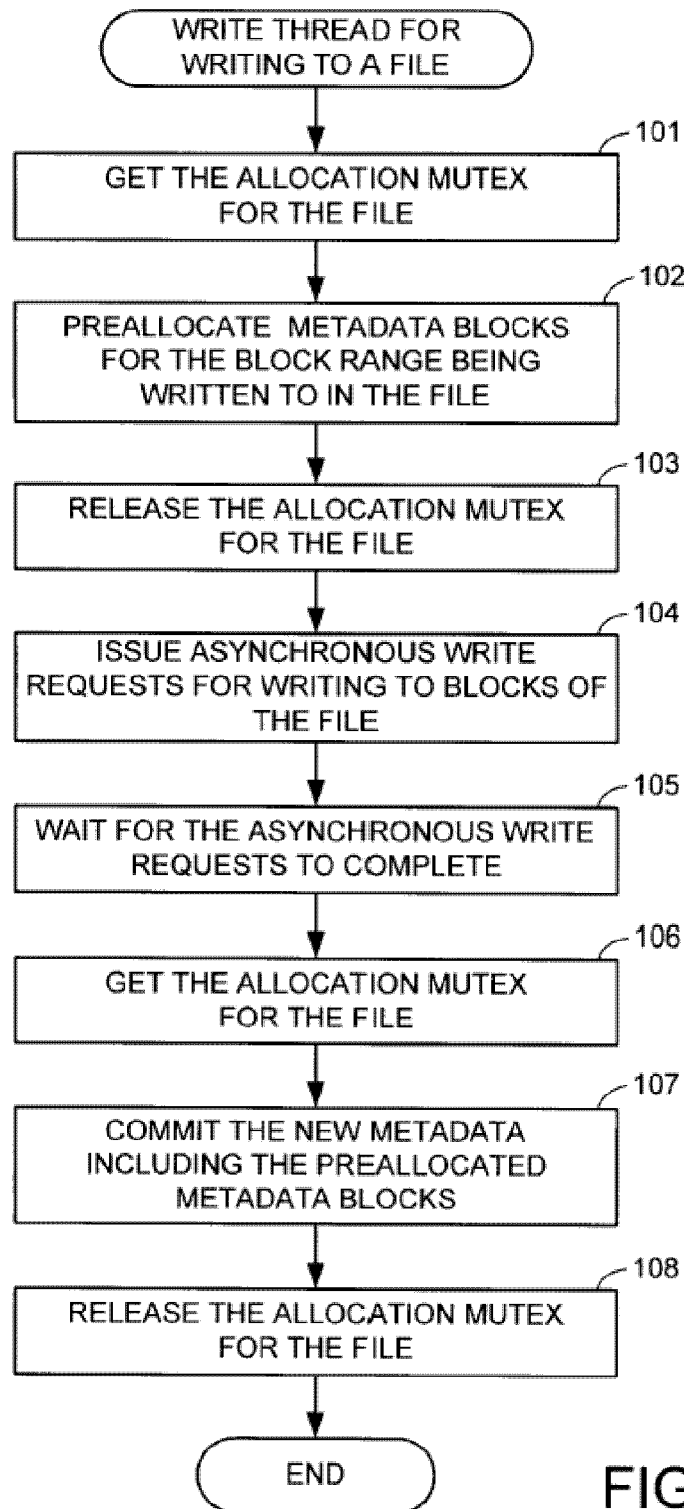 WRITE THREAD FOR
WRITING TO A FILE
101
GET THE ALLOCATION MUTEX
FOR THE FILE
102
PREALLOCATE METADATA BLOCKS
FOR THE BLOCK RANGE BEING
WRITTEN TO IN THE FILE
103
RELEASE THE ALLOCATION MUTEX
FOR THE FILE
104
ISSUE ASYNCHRONOUS WRITE
REQUESTS FOR WRITING TO BLOCKS OF
THE FILE
105
WAIT FOR THE ASYNCHRONOUS WRITE
REQUESTS TO COMPLETE
106
GET THE ALLOCATION MUTEX
FOR THE FILE
107
COMMIT THE NEW METADATA
INCLUDING THE PREALLOCATED
METADATA BLOCKS
108
RELEASE THE ALLOCATION MUTEX
FOR THE FILE
END
FIG